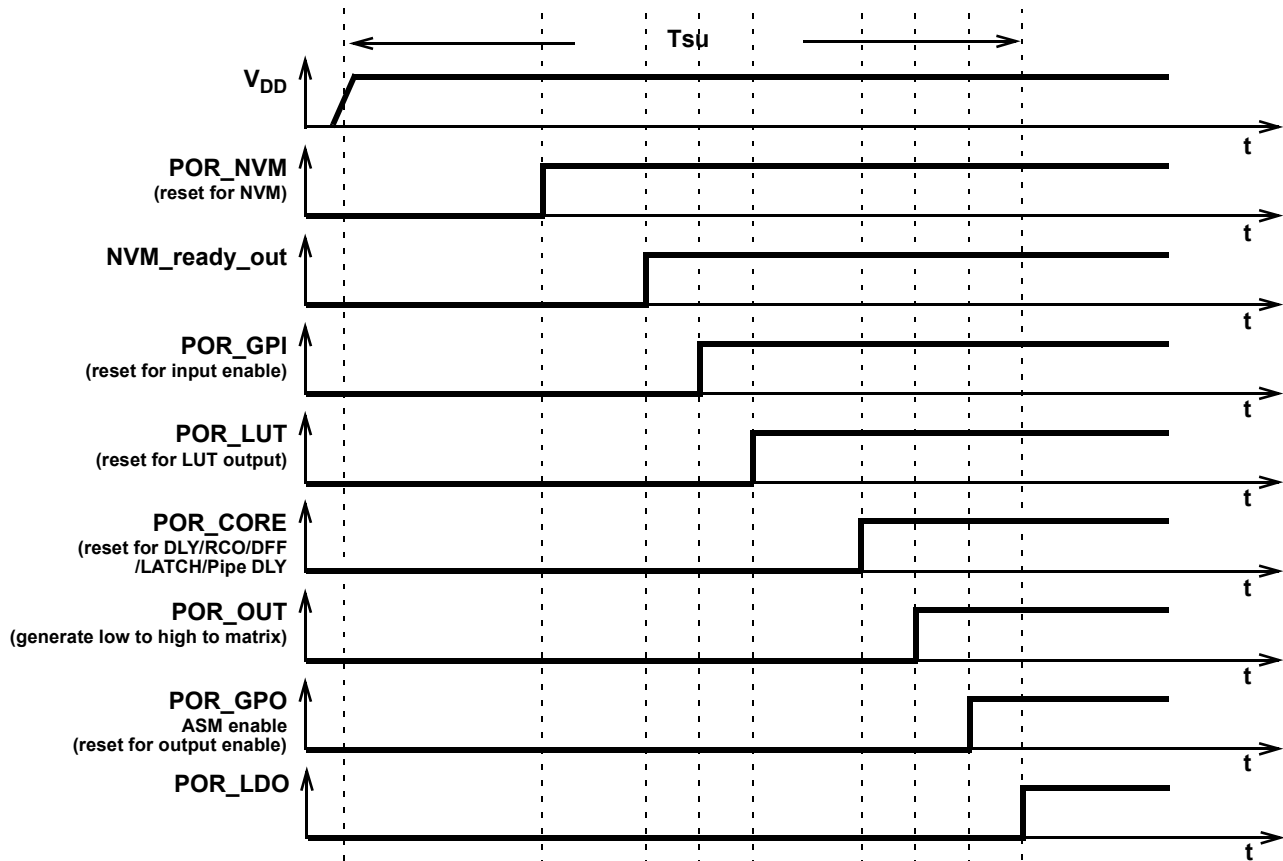 Tsu
VDD
t
POR_NVM
(reset for NVM)
t
NVM_ready_out
t
POR_GPI
(reset for input enable)
t
POR_LUT
(reset for LUT output)
t
POR_CORE
(reset for DLY/RCO/DFF
/LATCH/Pipe DLY
t
POR_OUT
(generate low to high to matrix)
t
POR_GPO
ASM enable
(reset for output enable)
t
POR_LDO
t